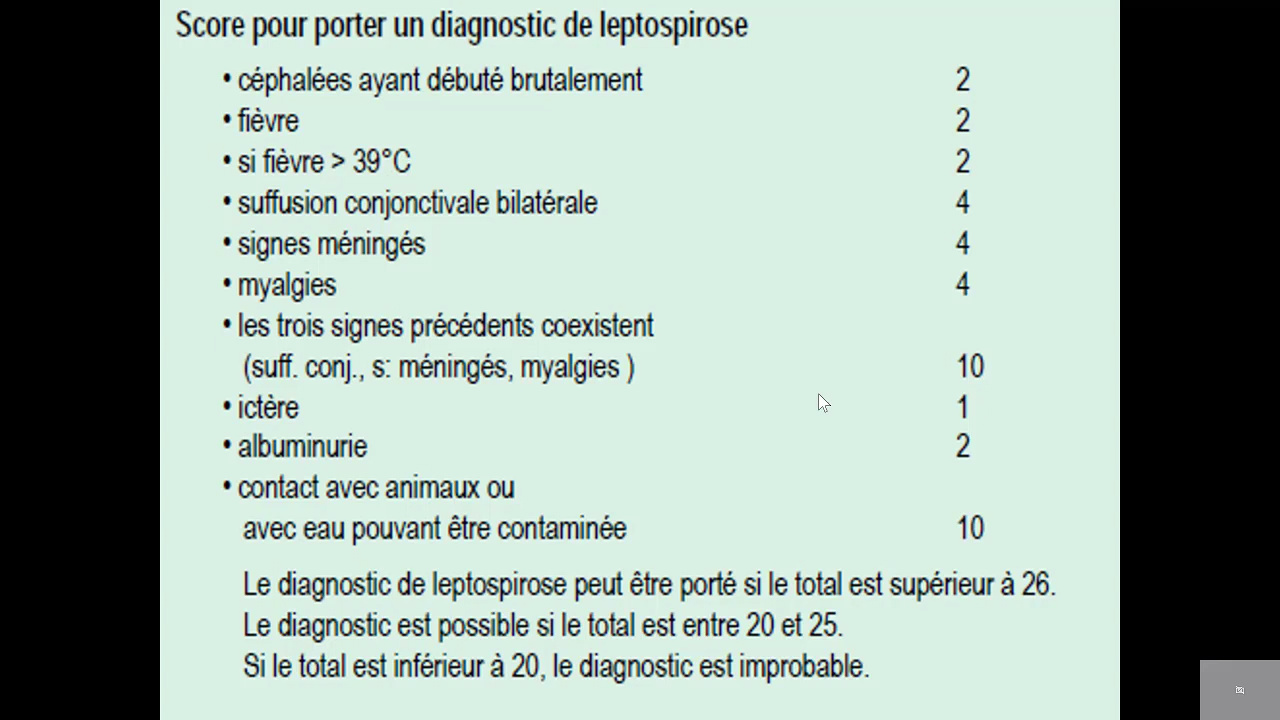 Score pour porter un diagnostic de leptospirose
• céphalées ayant débuté brutalement 2
• fièvre 2
• si fièvre > 39°C 2
• suffusion conjonctivale bilatérale 4
• signes méningés 4
• myalgies 4
• les trois signes précédents coexistent
(suff. conj., s: méningés, myalgies ) 10
• ictère 1
• albuminurie 2
• contact avec animaux ou
avec eau pouvant être contaminée 10
Le diagnostic de leptospirose peut être porté si le total est supérieur à 26.
Le diagnostic est possible si le total est entre 20 et 25.
Si le total est inférieur à 20, le diagnostic est improbable.